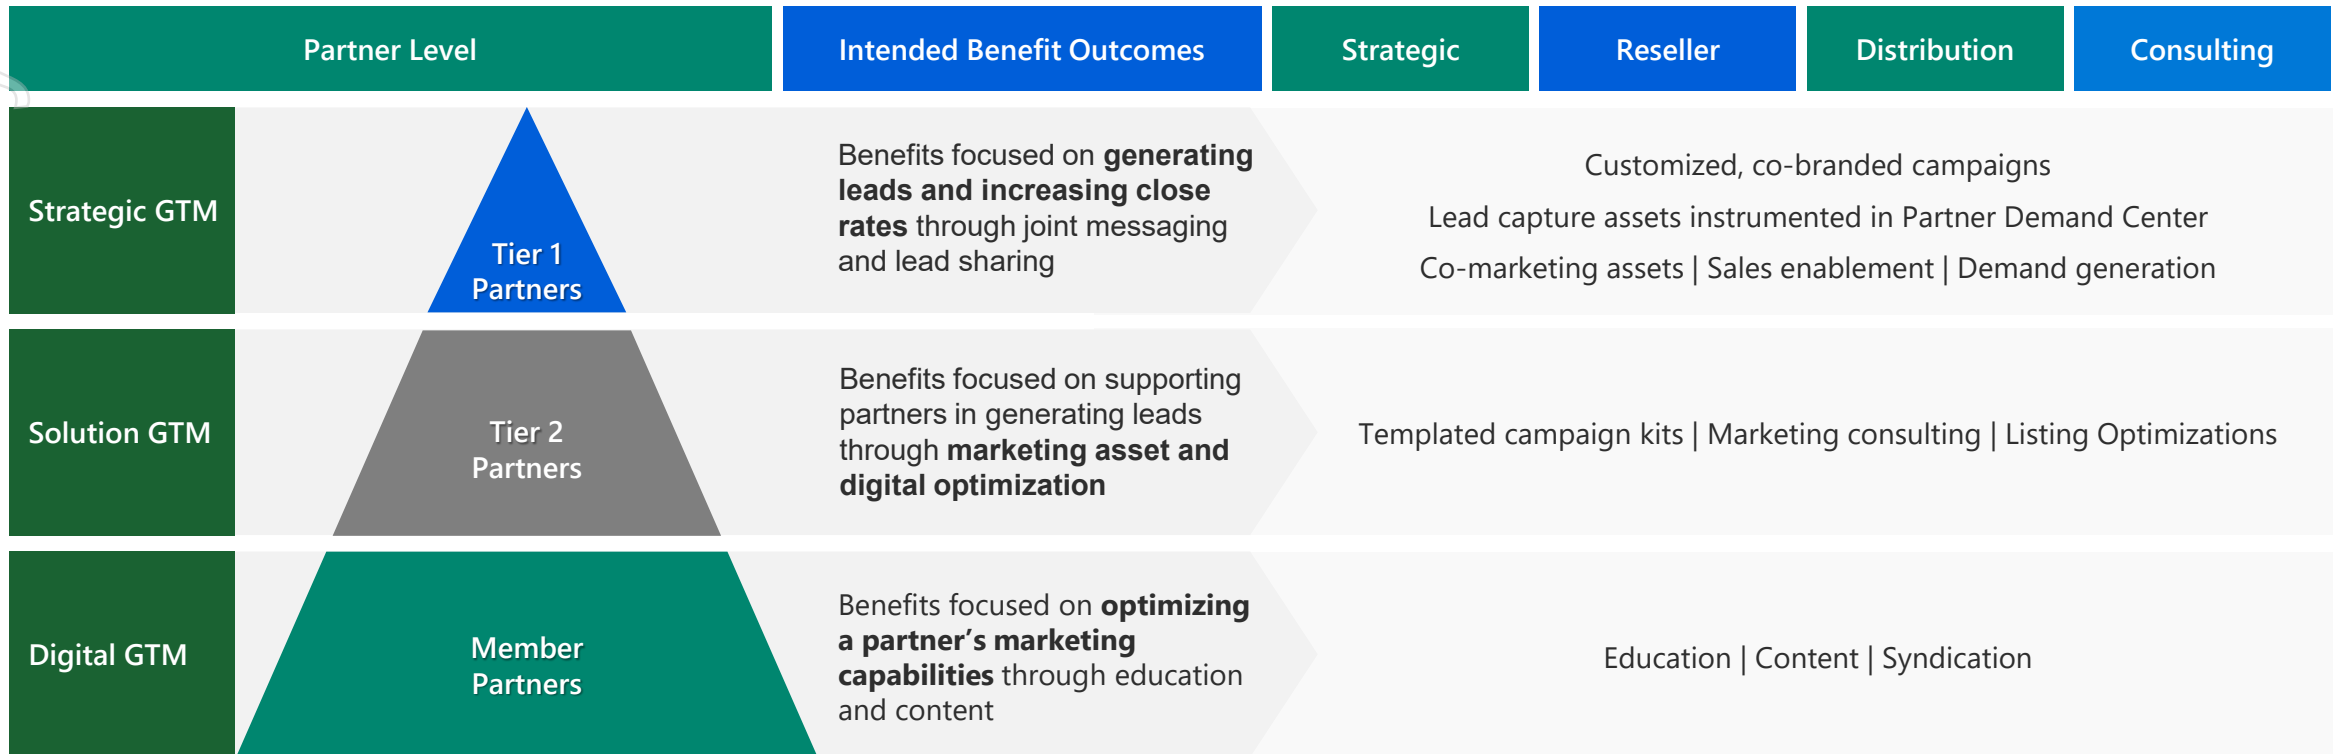 Partner Level
Intended Benefit Outcomes
Strategic
Reseller
Distribution
Consulting
Strategic GTM
Tier 1
Partners
Benefits focused on generating
leads and increasing close
rates through joint messaging
and lead sharing
Customized, co-branded campaigns
Lead capture assets instrumented in Partner Demand Center
Co-marketing assets | Sales enablement | Demand generation
Solution GTM
Tier 2
Partners
Benefits focused on supporting
partners in generating leads
through marketing asset and
digital optimization
Templated campaign kits | Marketing consulting | Listing Optimizations
Digital GTM
Member
Partners
Benefits focused on optimizing
a partner’s marketing
capabilities through education
and content
Education | Content | Syndication